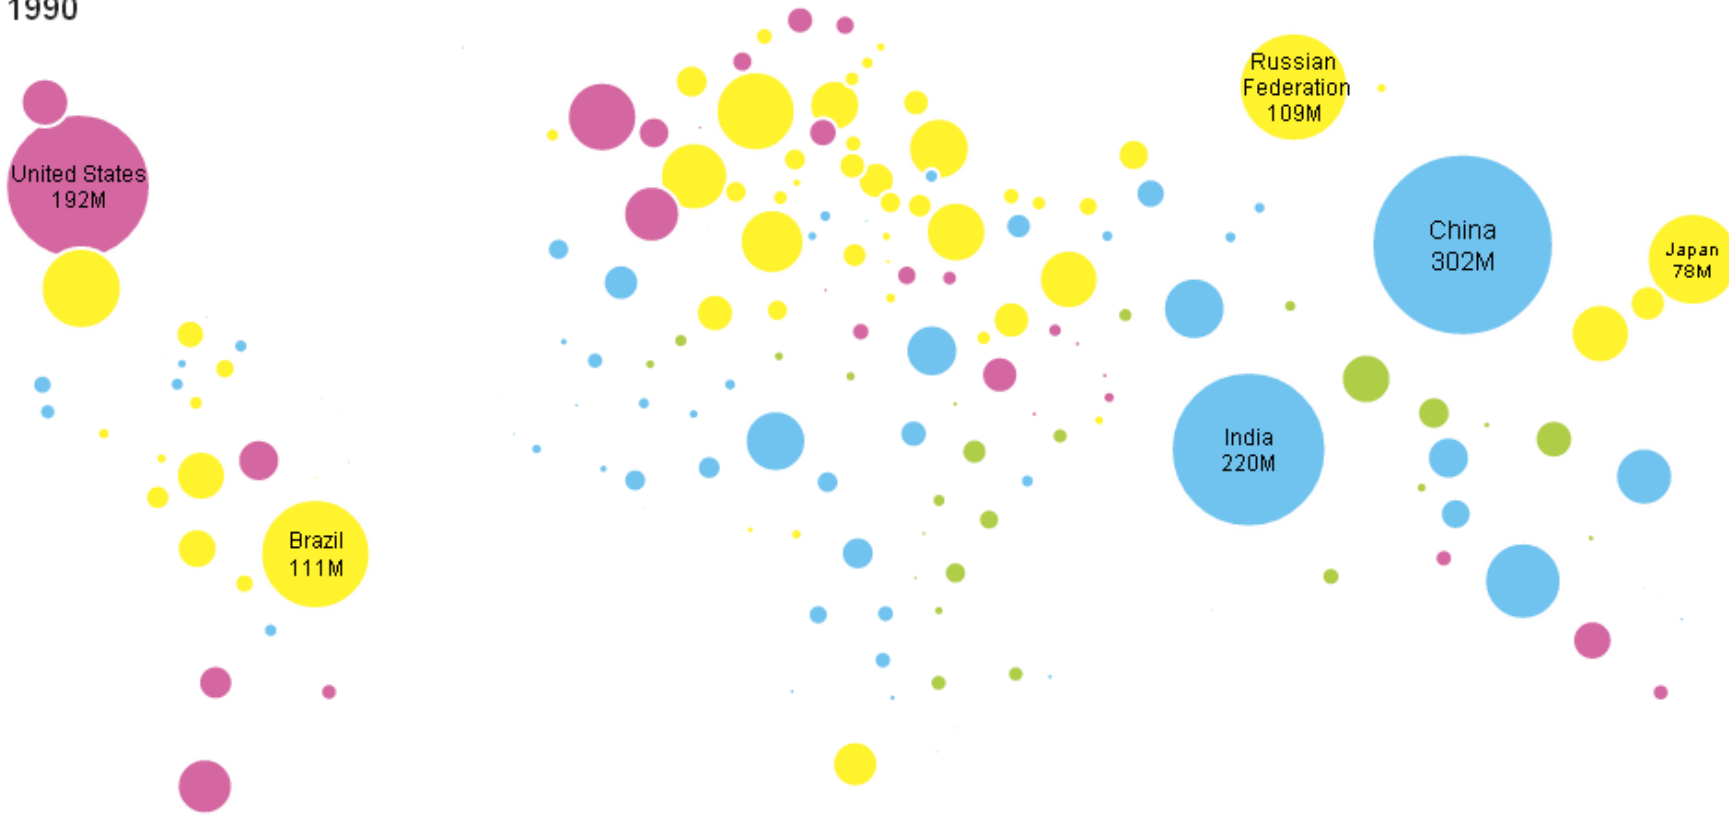 1990
United States
192M
Brazil
111M
Russian
Federation
109M
China
302M
Japan
78M
India
220M